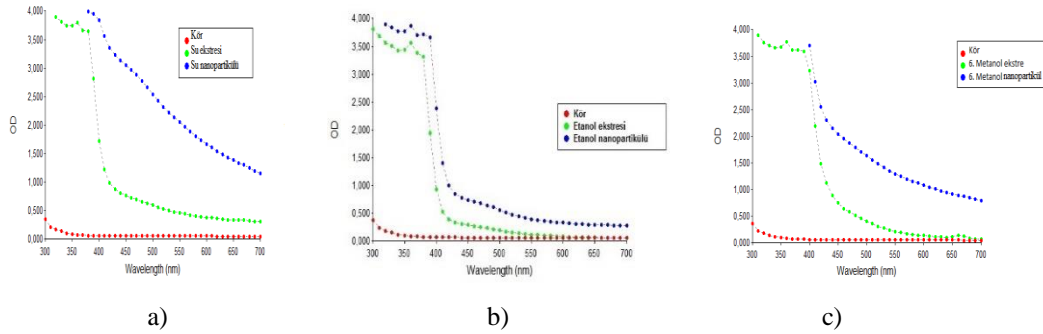 4,000
3,500
3,000
2,500
2,000
1,500
1,000
0,500
0,000
OD
300 350 400 450 500 550 600 650 700
Wavelength (nm)
Kör
Su ekstresi
Su nanopartikülü
a)
4,000
3,500
3,000
2,500
2,000
1,500
1,000
0,500
0,000
OD
300 350 400 450 500 550 600 650 700
Wavelength (nm)
Kör
Etanol ekstresi
Etanol nanopartikülü
b)
4,000
3,500
3,000
2,500
2,000
1,500
1,000
0,500
0,000
OD
300 350 400 450 500 550 600 650 700
Wavelength (nm)
Kör
6. Metanol ekstre
6. Metanol nanopartikül
c)